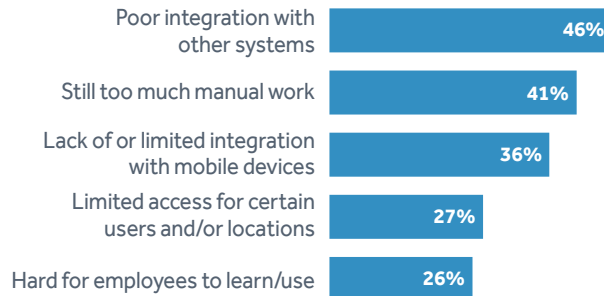 Poor integration with
other systems
46%
Still too much manual work
41%
Lack of or limited integration
with mobile devices
36%
Limited access for certain
users and/or locations
27%
Hard for employees to learn/use
26%